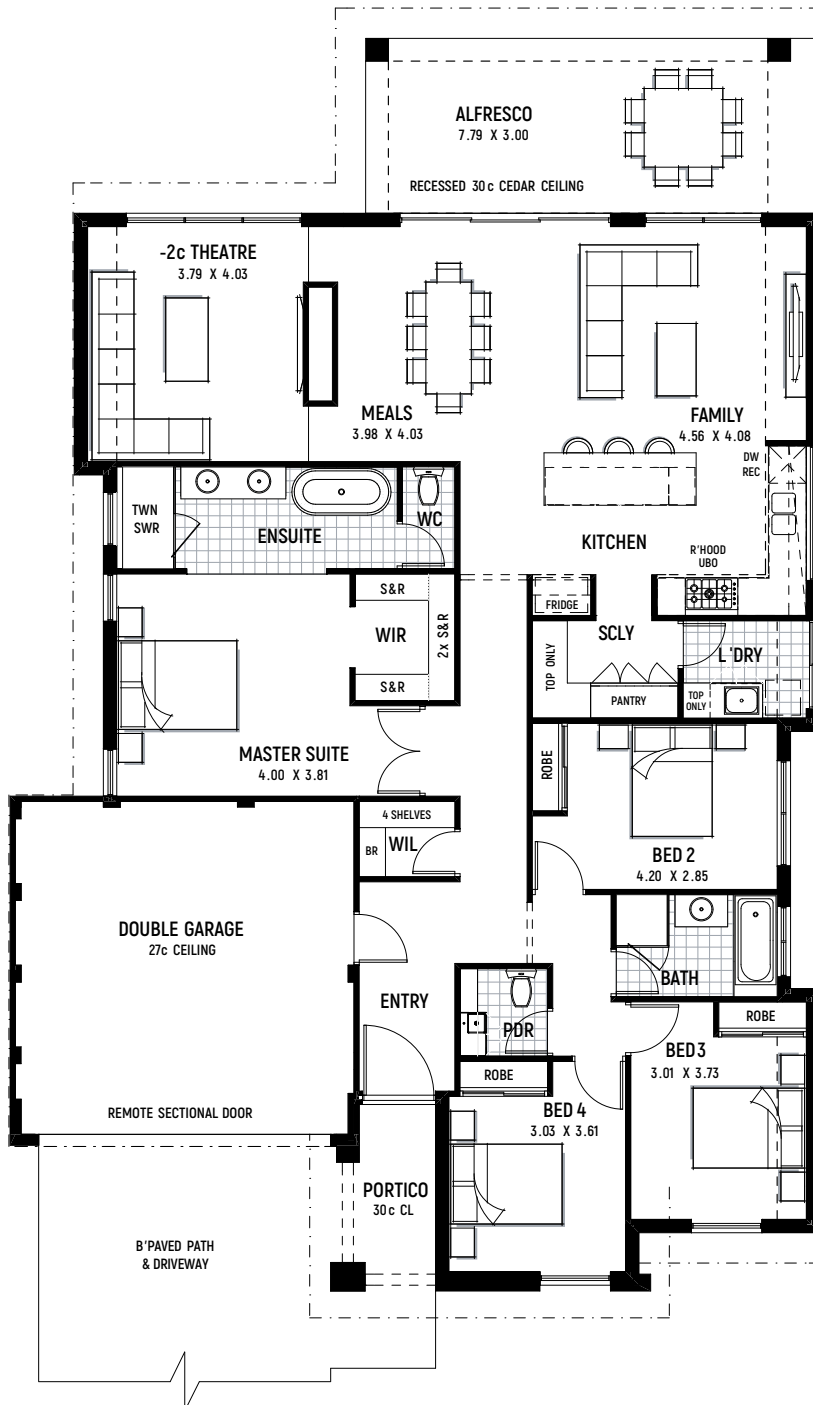 ALFRESCO
7.79 X 3.00
RECESSED 30c CEDAR CEILING
-2c THEATRE
3.79 X 4.03
MEALS
3.98 X 4.03
FAMILY
4.56 X 4.08
DW
REC
TWN
SWR
ENSUITE
WC
KITCHEN
R'HOOD
UBO
FRIDGE
S&R
WIR
2x S&R
S&R
SCLY
TOP ONLY
PANTRY
L'DRY
TOP
ONLY
MASTER SUITE
4.00 X 3.81
ROBE
4 SHELVES
BR
WIL
BED 2
4.20 X 2.85
DOUBLE GARAGE
27c CEILING
BATH
ENTRY
PDR
ROBE
BED3
3.01 X 3.73
ROBE
BED 4
3.03 X 3.61
REMOTE SECTIONAL DOOR
PORTICO
30c CL
B'PAVED PATH
& DRIVEWAY